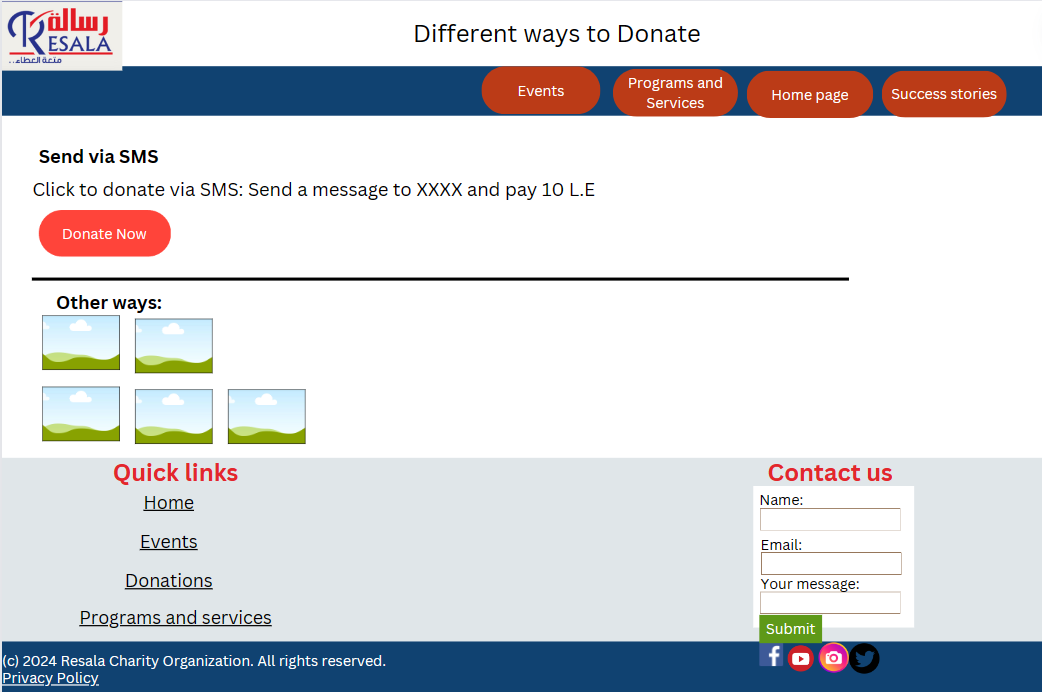 رسالة
RESALA
متعة العطاء..
Different ways to Donate
Events
Programs and
Services
Home page
Success stories
Send via SMS
Click to donate via SMS: Send a message to XXXX and pay 10 L.E
Donate Now
Other ways:
Quick links
Home
Events
Donations
Programs and services
Contact us
Name:
Email:
Your message:
Submit
(c) 2024 Resala Charity Organization. All rights reserved.
Privacy Policy